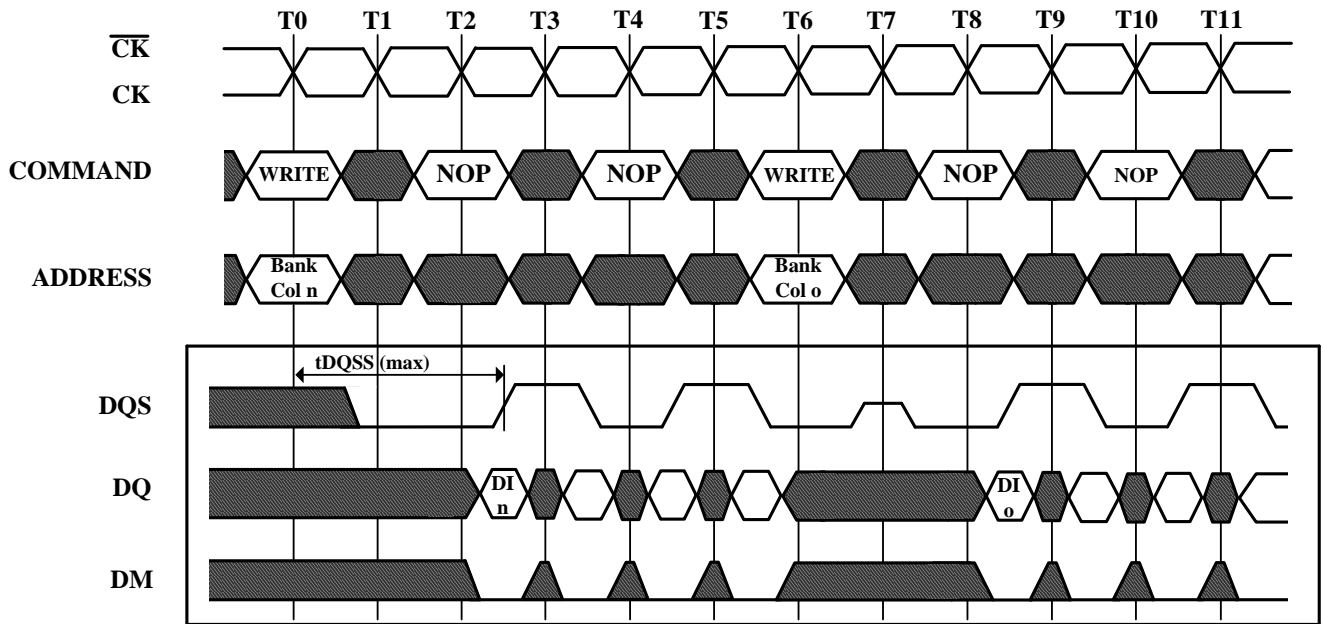 T0 T1 T2 T3 T4 T5 T6 T7 T8 T9 T10 T11
CK
CK
COMMAND WRITE NOP NOP WRITE NOP NOP
ADDRESS Bank Col n Bank Col o
tDQSS (max)
DQS
DQ DI n DI o
DM